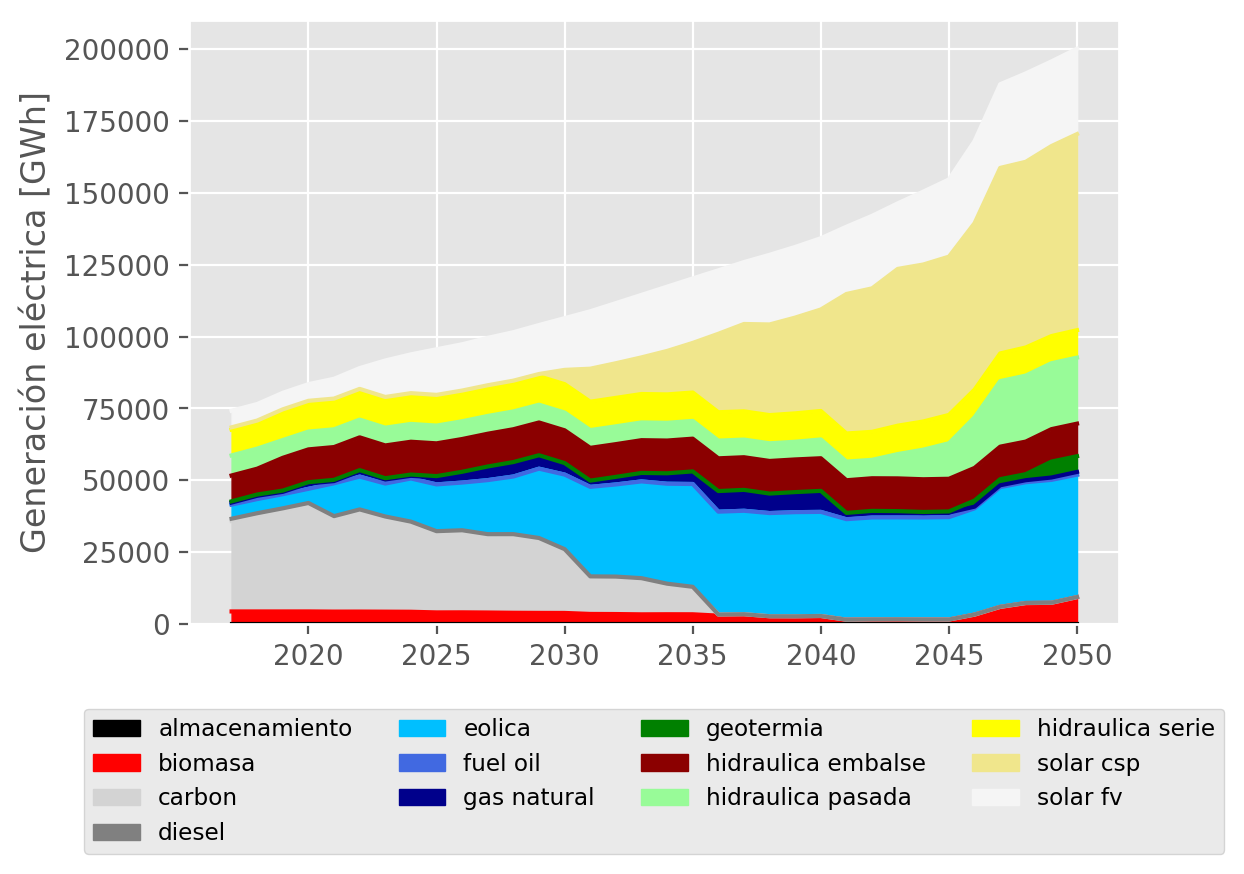 Generación eléctrica [GWh]
200000
175000
150000
125000
100000
75000
50000
25000
0
2020 2025 2030 2035 2040 2045 2050
almacenamiento eolica geotermia hidraulica serie
biomasa fuel oil hidraulica embalse solar csp
carbon gas natural hidraulica pasada solar fv
diesel